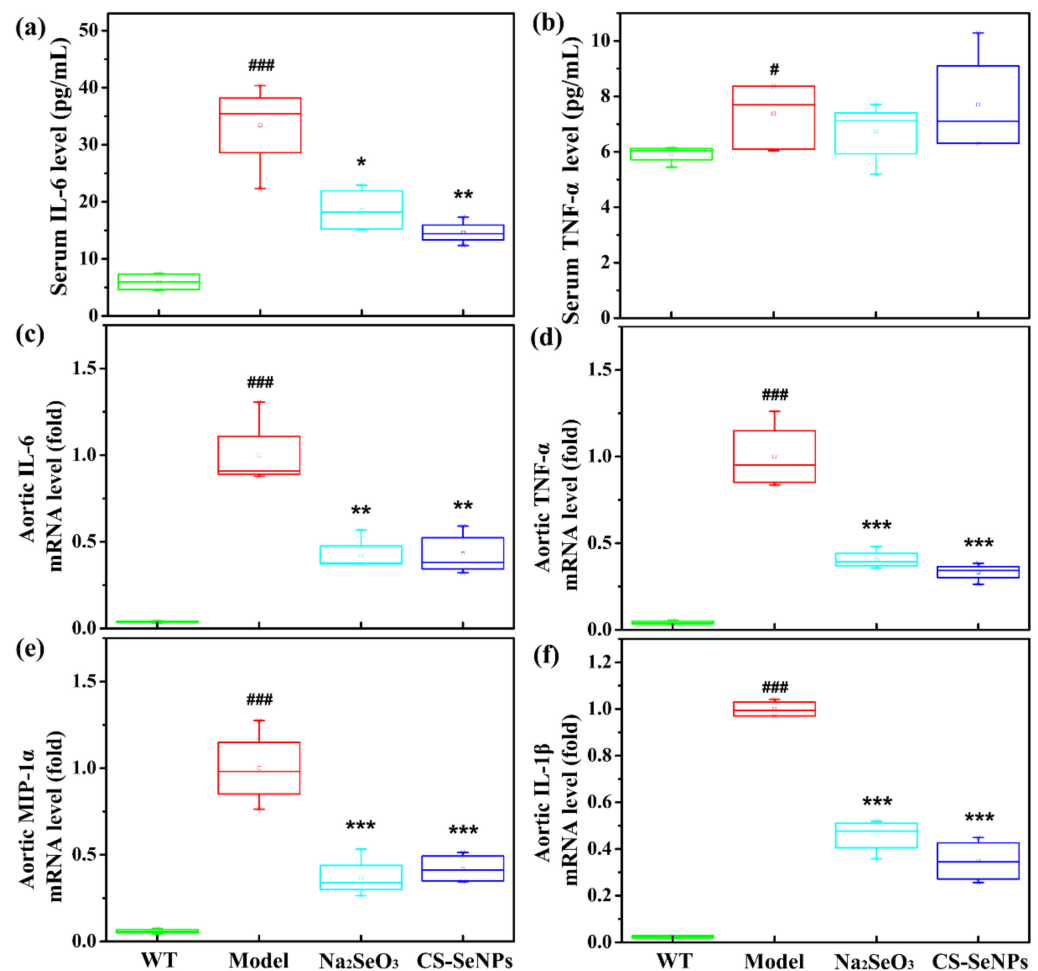 (a)
Serum IL-6 level (pg/mL)
50
40
30
20
10
0
###
*
**
(b)
Serum TNF-α level (pg/mL)
10
8
6
4
2
0
#
(c)
Aortic IL-6
mRNA level (fold)
1.5
1.0
0.5
0.0
###
**
**
(d)
Aortic TNF-α
mRNA level (fold)
1.5
1.0
0.5
0.0
###
***
***
(e)
Aortic MIP-1α
mRNA level (fold)
1.5
1.0
0.5
0.0
###
***
***
WT Model Na₂SeO₃ CS-SeNPs
(f)
Aortic IL-1β
mRNA level (fold)
1.2
1.0
0.8
0.6
0.4
0.2
0.0
###
***
***
WT Model Na₂SeO₃ CS-SeNPs